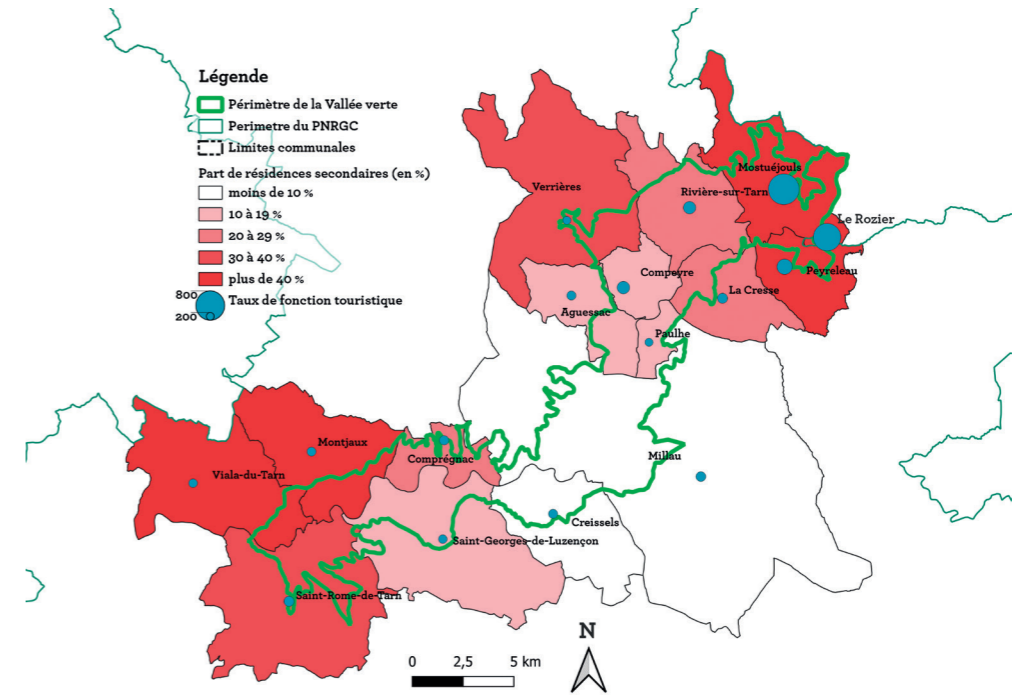 Légende
Périmètre de la Vallée verte
Perimetre du PNRGC
Limites communales
Part de résidences secondaires (en %)
moins de 10 %
10 à 19 %
20 à 29 %
30 à 40 %
plus de 40 %
800
200
Taux de fonction touristique
Mostuéjouls
Verrières
Rivière-sur-Tarn
Le Rozier
Peyreleau
Compeyre
La Cresse
Aguessac
Paulhe
Montjaux
Comprégnac
Viala-du-Tarn
Millau
Creissels
Saint-Georges-de-Luzençon
Saint-Rome-de-Tarn
N
0 2,5 5 km